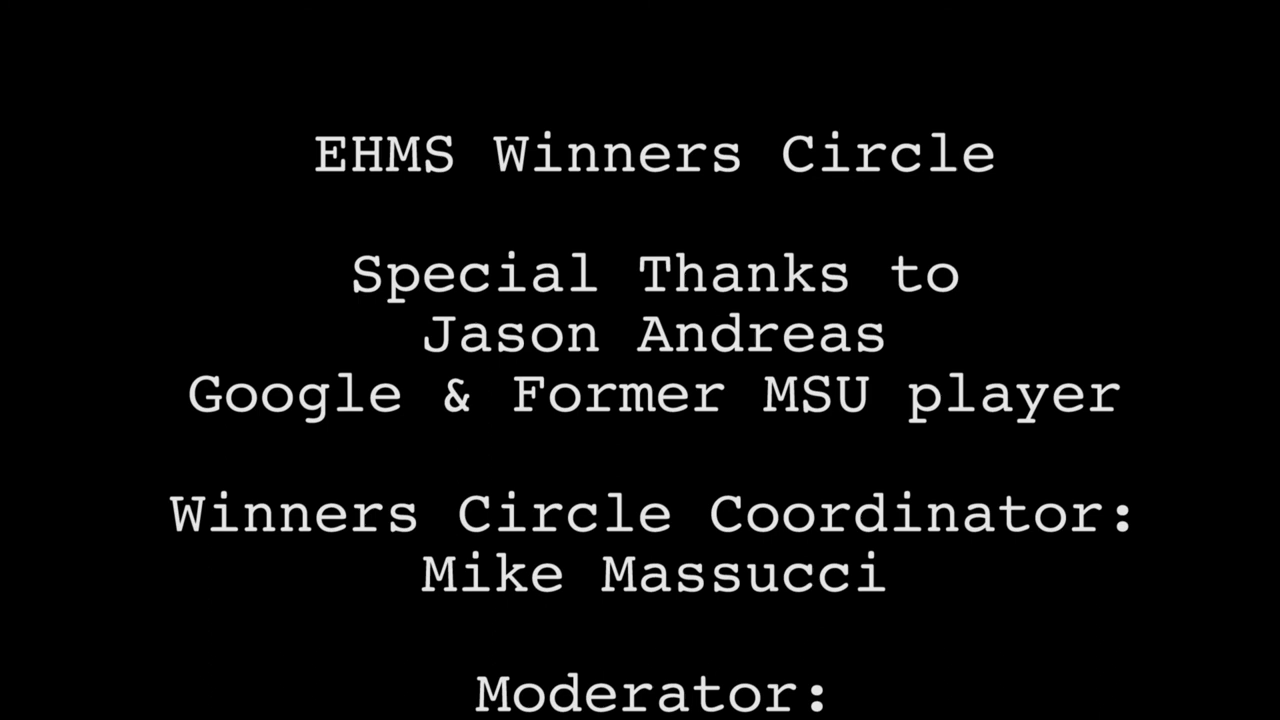 EHMS Winners Circle
Special Thanks to
Jason Andreas
Google & Former MSU player
Winners Circle Coordinator:
Mike Massucci
Moderator: